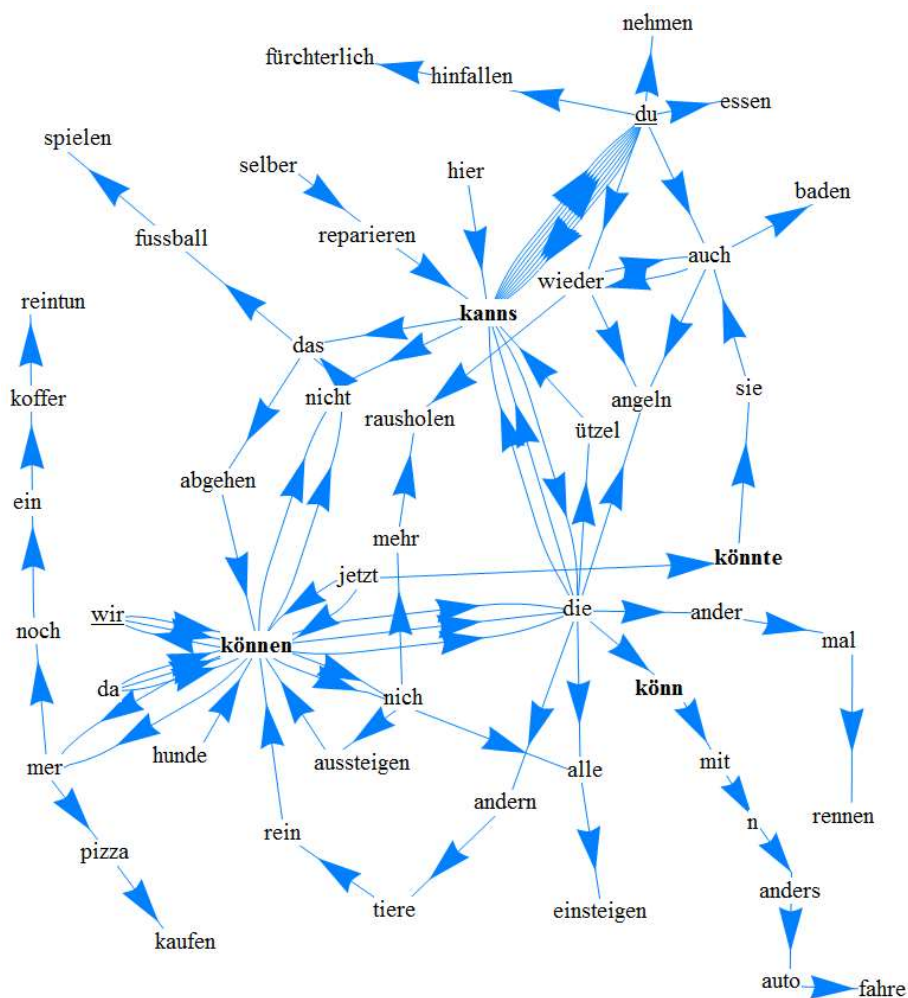 nehmen
fürchterlich
hinfallen
essen
du
spielen
selber
hier
baden
reparieren
fussball
auch
wieder
reintun
kanns
das
koffer
nicht
rausholen
angeln
sie
ützel
abgehen
ein
mehr
könnte
jetzt
wir
die
ander
noch
können
mal
da
könn
nich
hunde
aussteigen
mer
mit
alle
andern
rennen
n
rein
pizza
anders
tiere
einsteigen
kaufen
auto
fahre